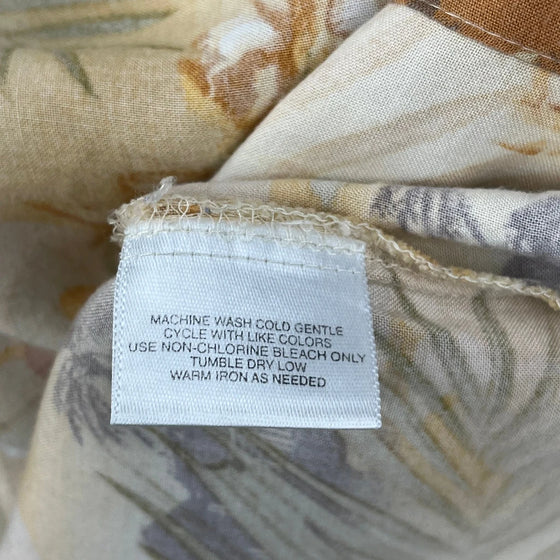 MACHINE WASH COLD GENTLE
CYCLE WITH LIKE COLORS
USE NON-CHLORINE BLEACH ONLY
TUMBLE DRY LOW
WARM IRON AS NEEDED